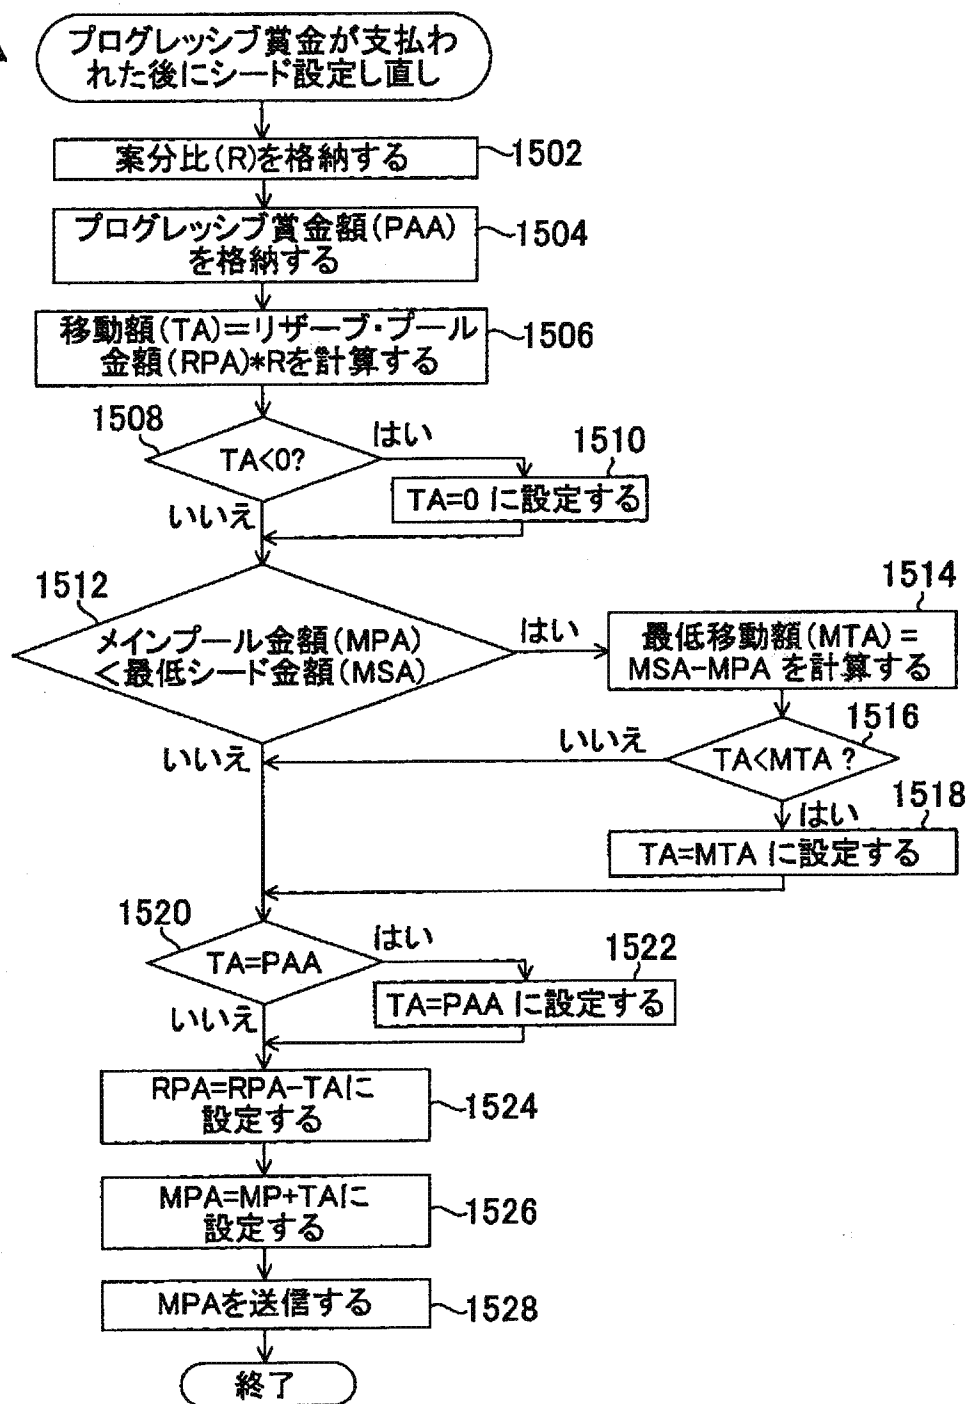 プログレッシブ賞金が支払わ
れた後にシード設定し直し
案分比(R)を格納する
1502
プログレッシブ賞金額(PAA)
を格納する
1504
移動額(TA)=リザーブ・プール
金額(RPA)*Rを計算する
1506
1508
TA<0?
はい
1510
TA=0 に設定する
いいえ
1512
メインプール金額(MPA)
<最低シード金額(MSA)
はい
1514
最低移動額(MTA)=
MSA-MPA を計算する
いいえ
1516
TA<MTA ?
いいえ
はい
1518
TA=MTA に設定する
1520
TA=PAA
はい
1522
TA=PAA に設定する
いいえ
RPA=RPA-TAに
設定する
1524
MPA=MP+TAに
設定する
1526
MPAを送信する
1528
終了